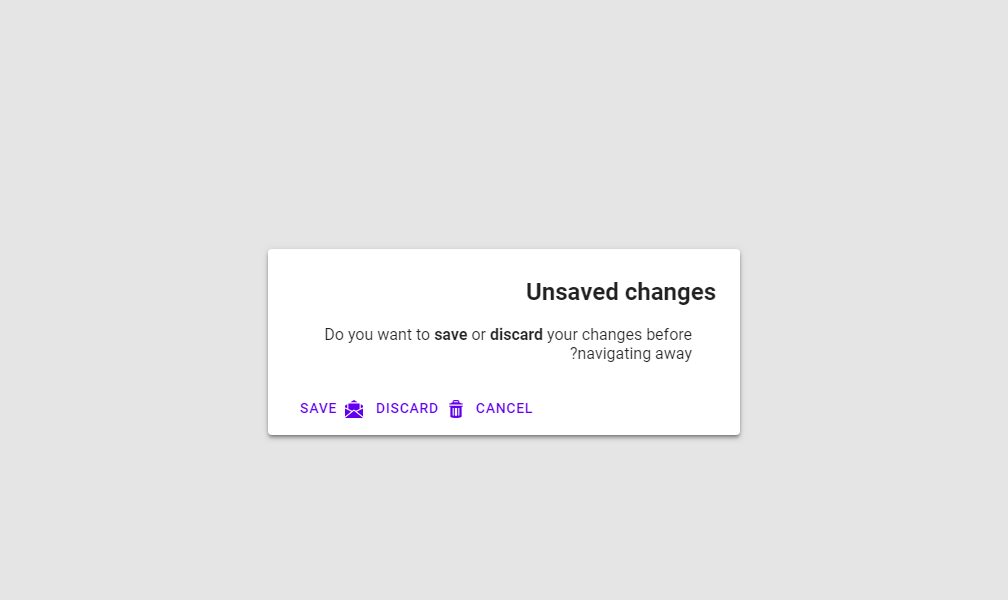 Unsaved changes
Do you want to save or discard your changes before
?navigating away
SAVE DISCARD CANCEL